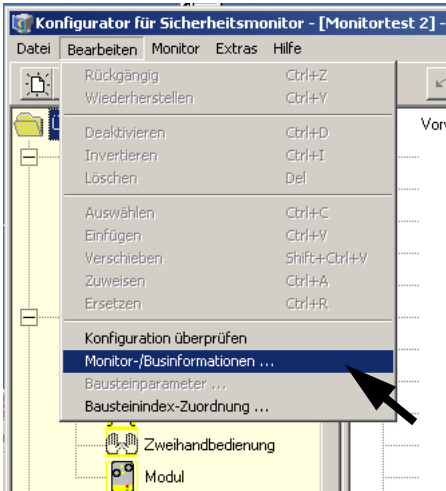 Konfigurator für Sicherheitsmonitor - [Monitortest 2] -
Datei Bearbeiten Monitor Extras Hilfe
Rückgängig Ctrl+Z
Wiederherstellen Ctrl+Y
Deaktivieren Ctrl+D
Invertieren Ctrl+I
Löschen Del
Auswählen Ctrl+C
Einfügen Ctrl+V
Verschieben Shift+Ctrl+V
Zuweisen Ctrl+A
Ersetzen Ctrl+R
Konfiguration überprüfen
Monitor-/Businformationen ...
Bausteinparameter ...
Bausteinindex-Zuordnung ...
Zweihandbedienung
Modul